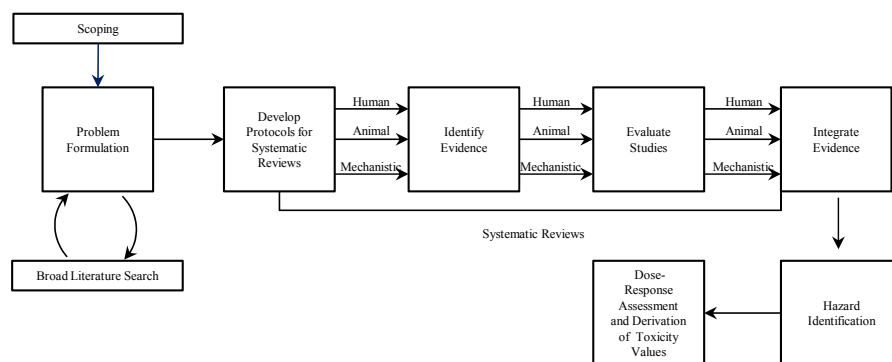 Scoping
Problem
Formulation
Broad Literature Search
Develop
Protocols for
Systematic
Reviews
Human
Animal
Mechanistic
Identify
Evidence
Human
Animal
Mechanistic
Evaluate
Studies
Human
Animal
Mechanistic
Integrate
Evidence
Systematic Reviews
Hazard
Identification
Dose-
Response
Assessment
and Derivation
of Toxicity
Values